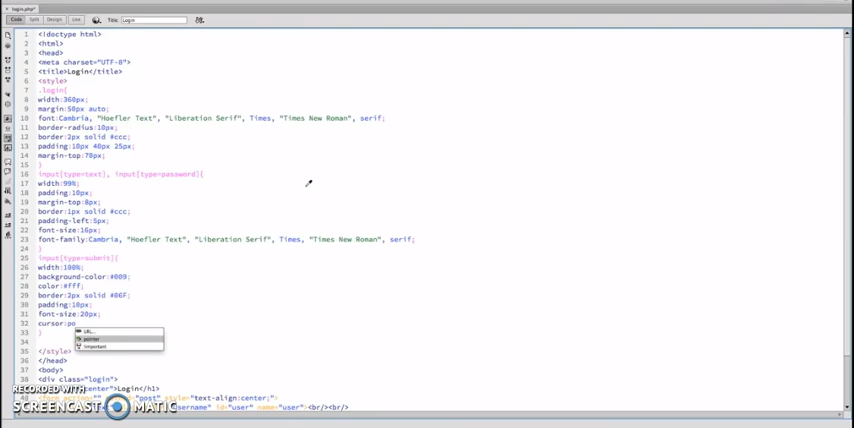 login.php*
Code Split Design Live Title: Login
1 <!doctype html>
2 <html>
3 <head>
4 <meta charset="UTF-8">
5 <title>Login</title>
6 <style>
7 .login{
8 width:360px;
9 margin:50px auto;
10 font:Cambria, "Hoefler Text", "Liberation Serif", Times, "Times New Roman", serif;
11 border-radius:10px;
12 border:2px solid #ccc;
13 padding:10px 40px 25px;
14 margin-top:70px;
15 }
16 input[type=text], input[type=password]{
17 width:99%;
18 padding:10px;
19 margin-top:8px;
20 border:1px solid #ccc;
21 padding-left:5px;
22 font-size:16px;
23 font-family:Cambria, "Hoefler Text", "Liberation Serif", Times, "Times New Roman", serif;
24 }
25 input[type=submit]{
26 width:100%;
27 background-color:#009;
28 color:#fff;
29 border:2px solid #06F;
30 padding:10px;
31 font-size:20px;
32 cursor:po
URL...
33 }
pointer
34
!important
35 </style>
36 </head>
37 <body>
38 <div class="login">
center">Login</h1>
"post" style="text-align:center;">
username" id="user" name="user"><br/><br/>
RECORDED WITH
SCREENCAST MATIC